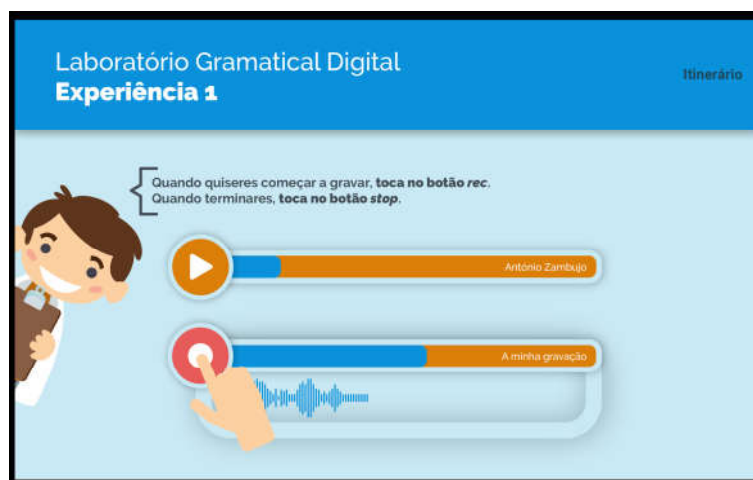 Laboratório Gramatical Digital
Experiência 1
Itinerário
Quando quiseres começar a gravar, toca no botão rec.
Quando terminares, toca no botão stop.
António Zambujo
A minha gravação